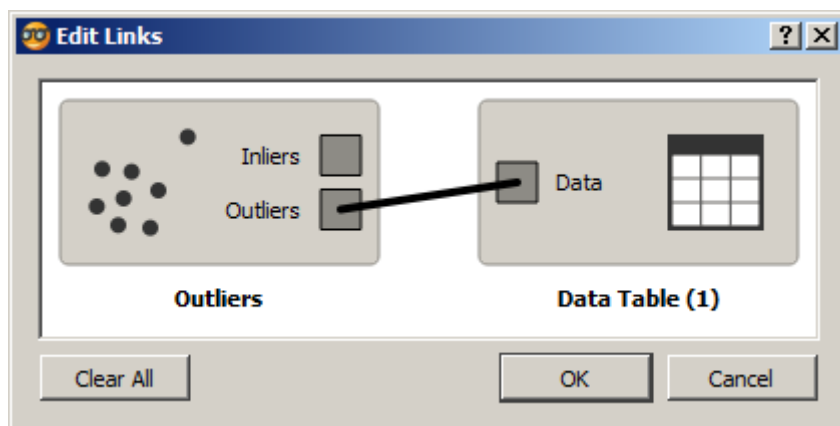 Edit Links
Inliers
Outliers
Data
Outliers
Data Table (1)
Clear All
OK
Cancel